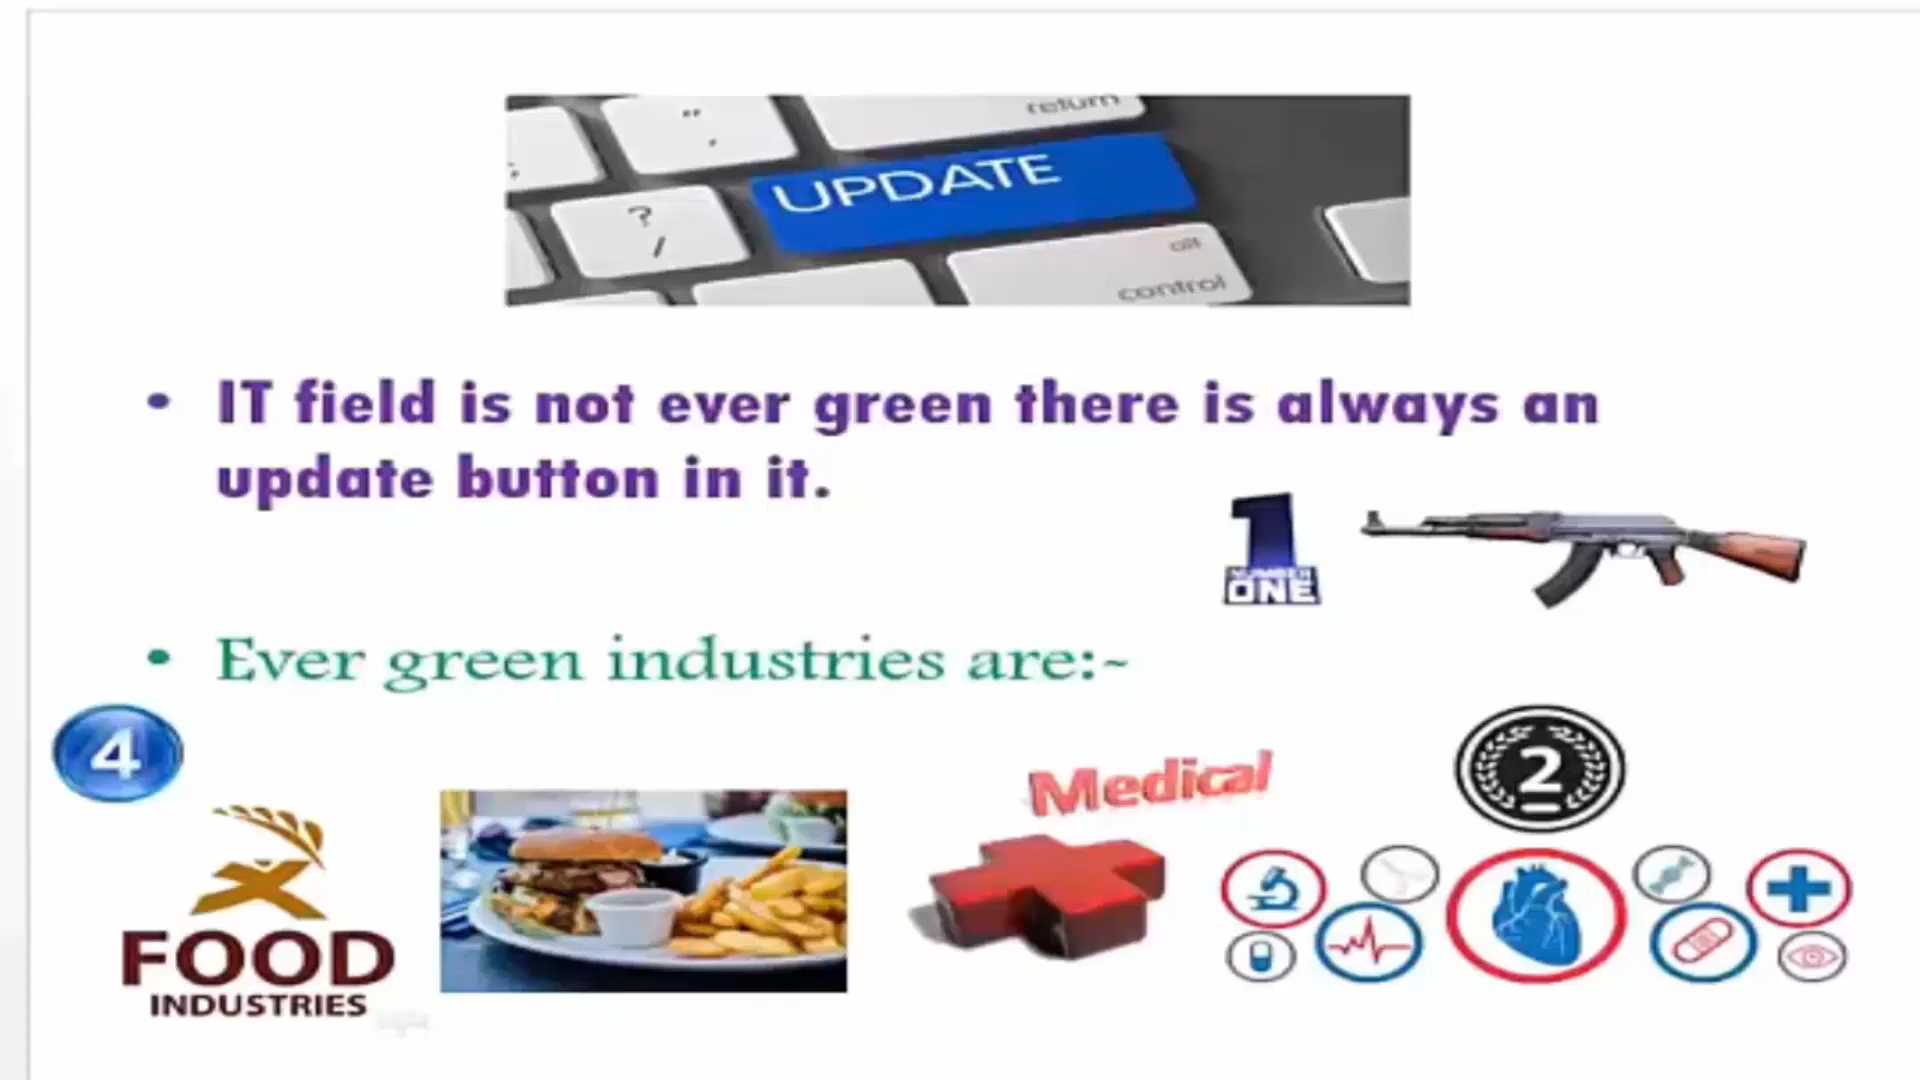 return
UPDATE
?
/
alt
control
• IT field is not ever green there is always an
update button in it.
1
NUMBER
ONE
• Ever green industries are:~
4
2
Medical
FOOD
INDUSTRIES